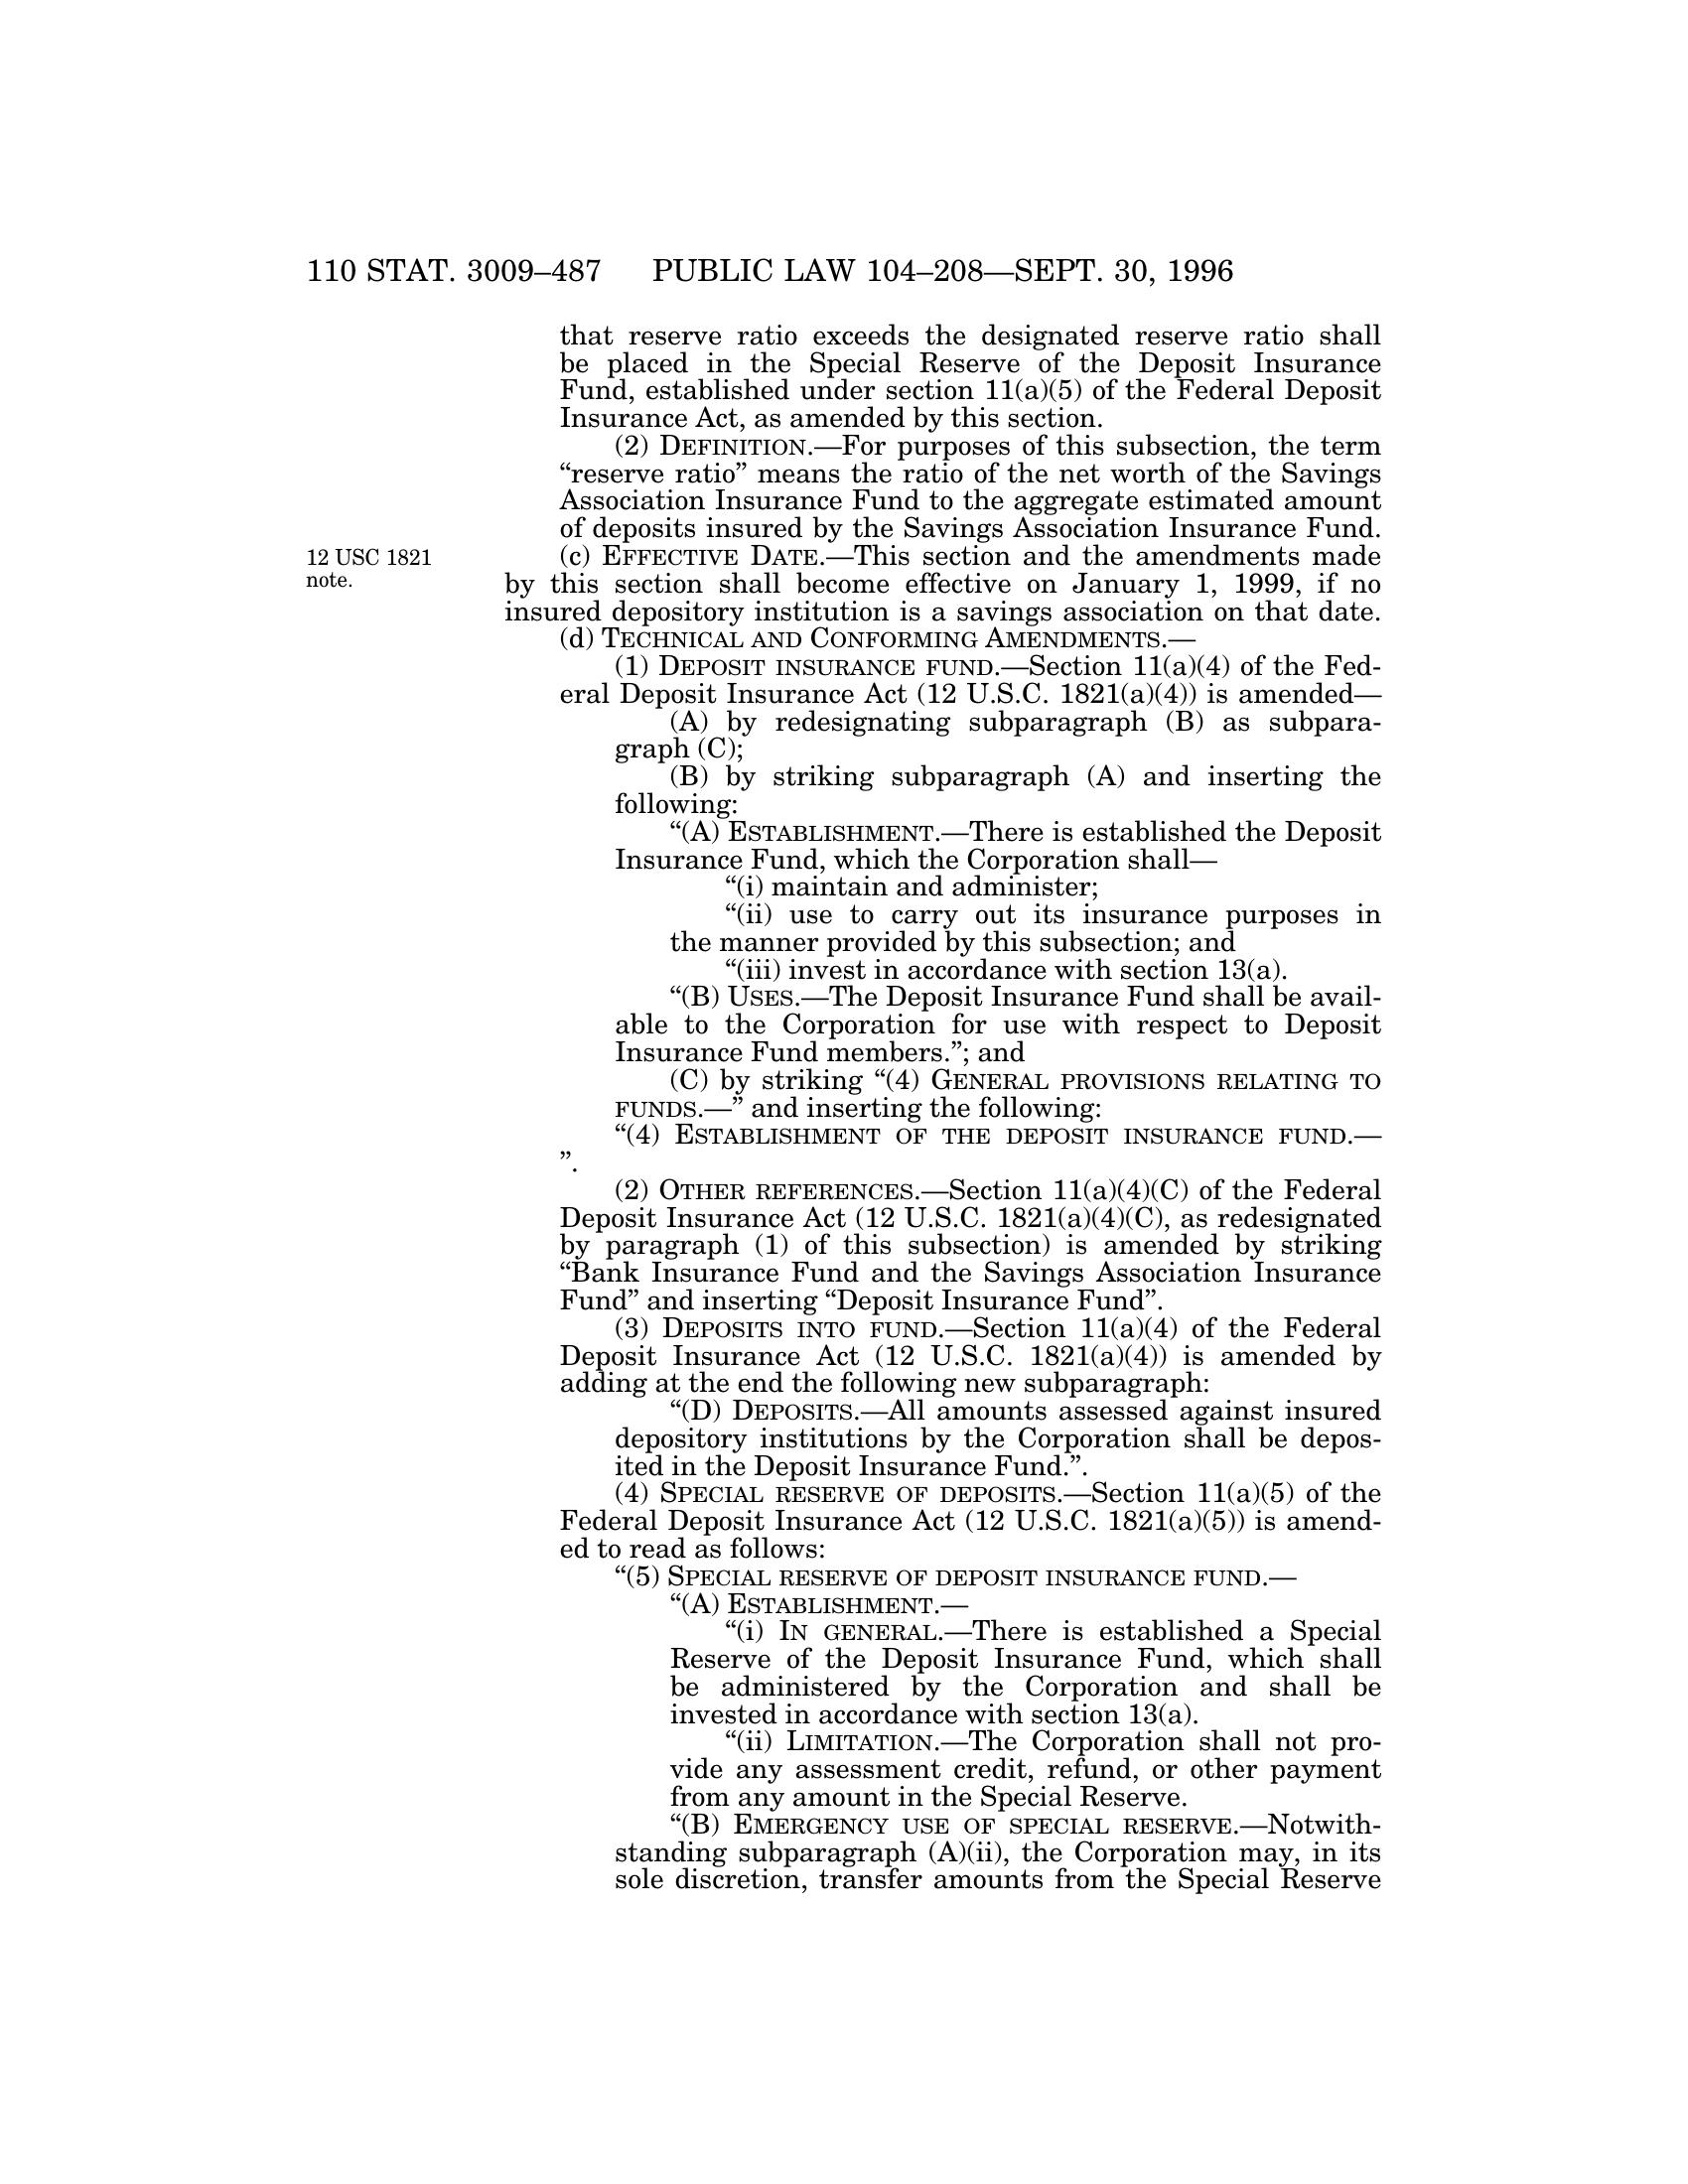 110 STAT. 3009–487 PUBLIC LAW 104–208—SEPT. 30, 1996
that reserve ratio exceeds the designated reserve ratio shall
be placed in the Special Reserve of the Deposit Insurance
Fund, established under section 11(a)(5) of the Federal Deposit
Insurance Act, as amended by this section.
(2) DEFINITION.—For purposes of this subsection, the term
“reserve ratio” means the ratio of the net worth of the Savings
Association Insurance Fund to the aggregate estimated amount
of deposits insured by the Savings Association Insurance Fund.
12 USC 1821
note.
(c) EFFECTIVE DATE.—This section and the amendments made
by this section shall become effective on January 1, 1999, if no
insured depository institution is a savings association on that date.
(d) TECHNICAL AND CONFORMING AMENDMENTS.—
(1) DEPOSIT INSURANCE FUND.—Section 11(a)(4) of the Fed-
eral Deposit Insurance Act (12 U.S.C. 1821(a)(4)) is amended—
(A) by redesignating subparagraph (B) as subpara-
graph (C);
(B) by striking subparagraph (A) and inserting the
following:
“(A) ESTABLISHMENT.—There is established the Deposit
Insurance Fund, which the Corporation shall—
“(i) maintain and administer;
“(ii) use to carry out its insurance purposes in
the manner provided by this subsection; and
“(iii) invest in accordance with section 13(a).
“(B) USES.—The Deposit Insurance Fund shall be avail-
able to the Corporation for use with respect to Deposit
Insurance Fund members.”; and
(C) by striking “(4) GENERAL PROVISIONS RELATING TO
FUNDS.—” and inserting the following:
“(4) ESTABLISHMENT OF THE DEPOSIT INSURANCE FUND.—
”.
(2) OTHER REFERENCES.—Section 11(a)(4)(C) of the Federal
Deposit Insurance Act (12 U.S.C. 1821(a)(4)(C), as redesignated
by paragraph (1) of this subsection) is amended by striking
“Bank Insurance Fund and the Savings Association Insurance
Fund” and inserting “Deposit Insurance Fund”.
(3) DEPOSITS INTO FUND.—Section 11(a)(4) of the Federal
Deposit Insurance Act (12 U.S.C. 1821(a)(4)) is amended by
adding at the end the following new subparagraph:
“(D) DEPOSITS.—All amounts assessed against insured
depository institutions by the Corporation shall be depos-
ited in the Deposit Insurance Fund.”.
(4) SPECIAL RESERVE OF DEPOSITS.—Section 11(a)(5) of the
Federal Deposit Insurance Act (12 U.S.C. 1821(a)(5)) is amend-
ed to read as follows:
“(5) SPECIAL RESERVE OF DEPOSIT INSURANCE FUND.—
“(A) ESTABLISHMENT.—
“(i) IN GENERAL.—There is established a Special
Reserve of the Deposit Insurance Fund, which shall
be administered by the Corporation and shall be
invested in accordance with section 13(a).
“(ii) LIMITATION.—The Corporation shall not pro-
vide any assessment credit, refund, or other payment
from any amount in the Special Reserve.
“(B) EMERGENCY USE OF SPECIAL RESERVE.—Notwith-
standing subparagraph (A)(ii), the Corporation may, in its
sole discretion, transfer amounts from the Special Reserve